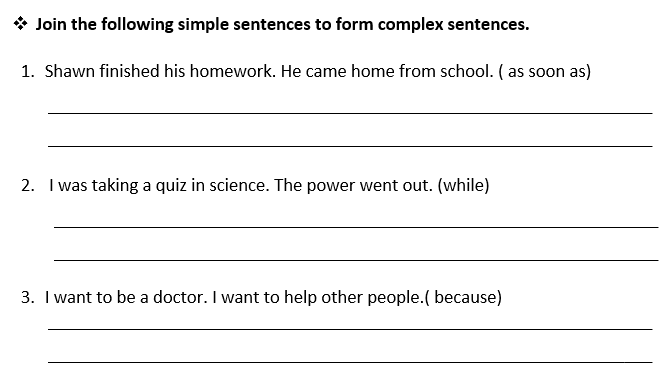 ❖ Join the following simple sentences to form complex sentences.
1. Shawn finished his homework. He came home from school. ( as soon as)
2. I was taking a quiz in science. The power went out. (while)
3. I want to be a doctor. I want to help other people.( because)